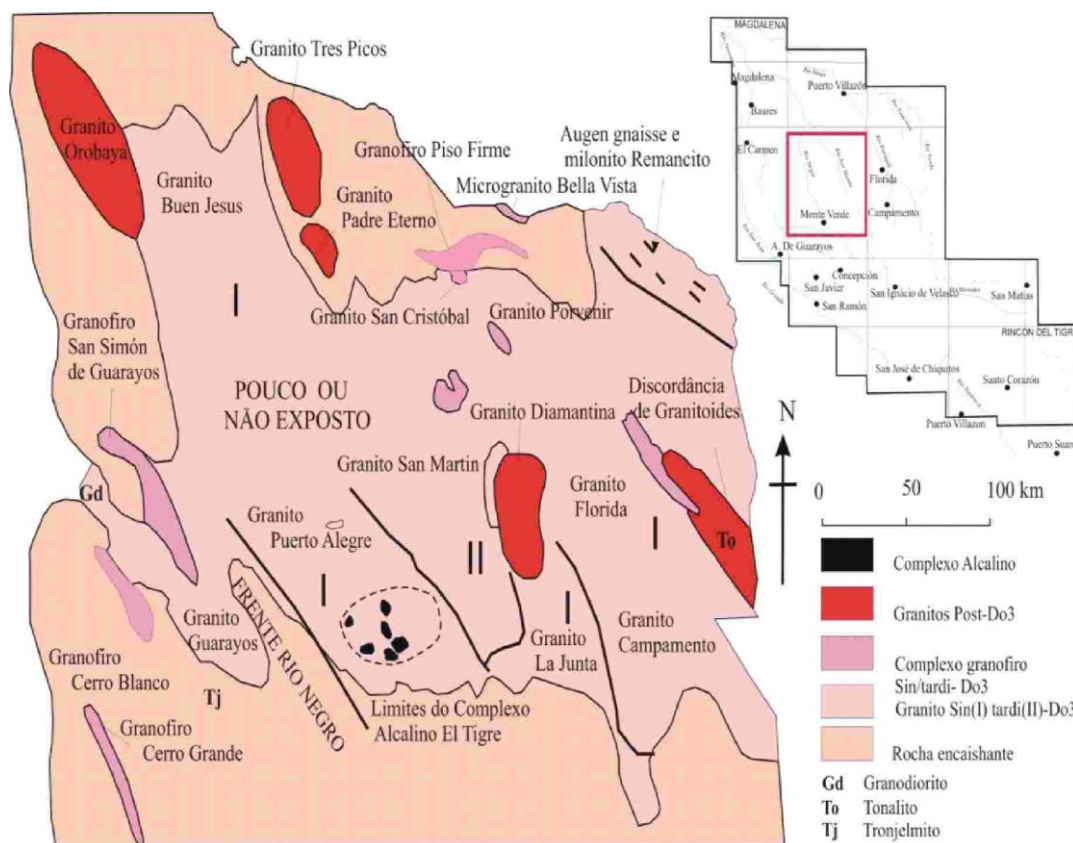 Granito Tres Picos
Granito
Orobaya
Granofiro Piso Firme
Augen gnaisse e
milonito Remancito
Microgranito Bella Vista
Granito
Buen Jesus
Granito
Padre Eterno
I
Granofiro
San Simón
de Guarayos
Granito San Cristóbal
Granito Porvenir
POUCO OU
NÃO EXPOSTO
Granito Diamantina
Discordância
de Granitoides
Granito San Martin
Gd
Granito
Puerto Alegre
Granito
Florida
I
II
I
To
I
FRENTE RIO NEGRO
Granito
Guarayos
Granito
La Junta
Granito
Campamento
Granofiro
Cerro Blanco
Tj
Limites do Complexo
Alcalino El Tigre
Granofiro
Cerro Grande
MAGDALENA
Magdalena
Puerto Villazón
Baures
El Carmen
Florida
Monte Verde
Campamento
A. De Guarayos
Concepción
San Javier
San Ignácio de Velasco
San Matías
San Ramón
RINCÓN DEL TIGRE
San José de Chiquitos
Santo Corazón
Puerto Villazon
Puerto Suar
N
0 50 100 km
Complexo Alcalino
Granitos Post-Do3
Complexo granofiro
Sin/tardi- Do3
Granito Sin(I) tardi(II)-Do3
Rocha encaishante
Gd Granodiorito
To Tonalito
Tj Tronjelmito